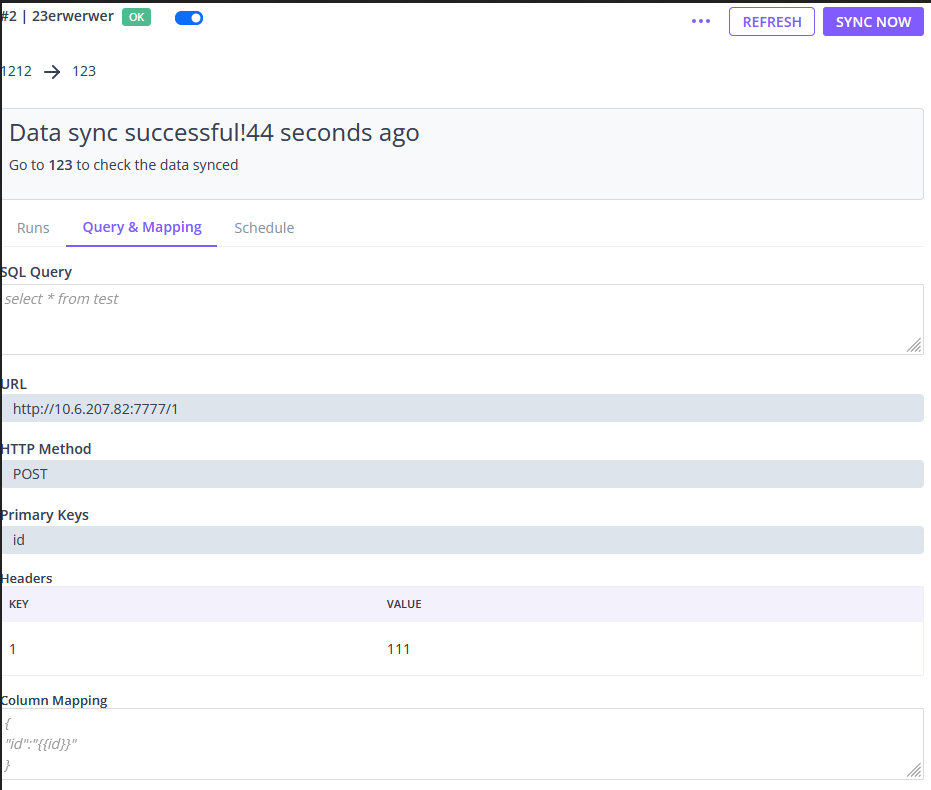 #2 | 23erwerwer OK ••• REFRESH SYNC NOW
1212 → 123
Data sync successful!44 seconds ago
Go to 123 to check the data synced
Runs Query & Mapping Schedule
SQL Query
select * from test
URL
http://10.6.207.82:7777/1
HTTP Method
POST
Primary Keys
id
Headers
KEY VALUE
1 111
Column Mapping
{
"id":"{{id}}"
}